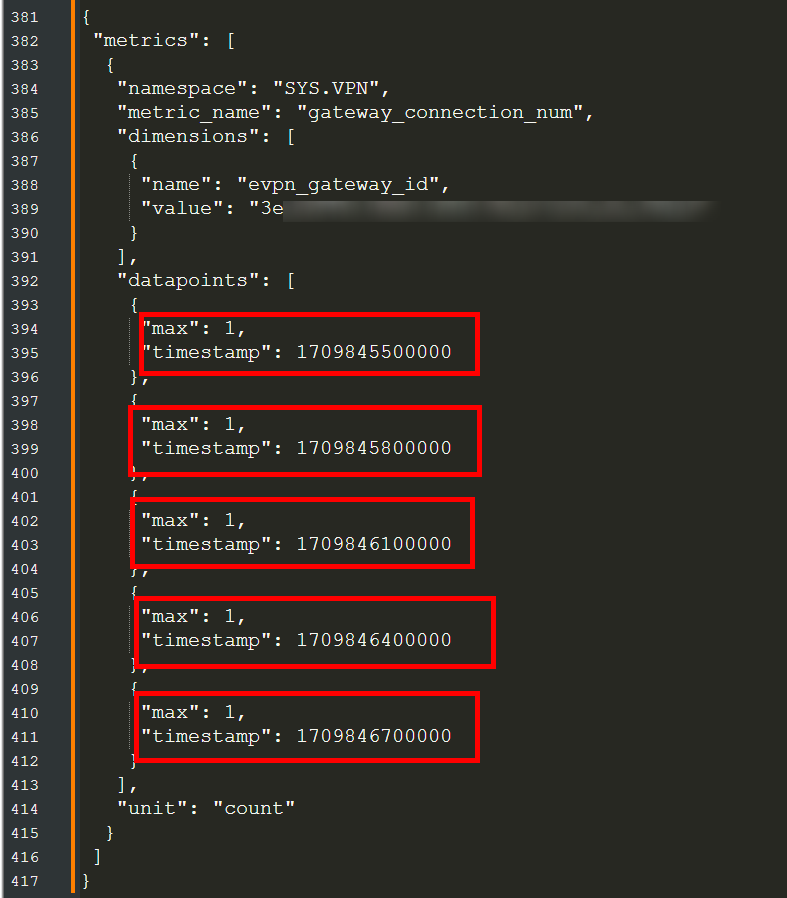 381 {
382 "metrics": [
383 {
384 "namespace": "SYS.VPN",
385 "metric_name": "gateway_connection_num",
386 "dimensions": [
387 {
388 "name": "evpn_gateway_id",
389 "value": "3e
390 }
391 ],
392 "datapoints": [
393 {
394 "max": 1,
395 "timestamp": 1709845500000
396 },
397 {
398 "max": 1,
399 "timestamp": 1709845800000
400 },
401 {
402 "max": 1,
403 "timestamp": 1709846100000
404 },
405 {
406 "max": 1,
407 "timestamp": 1709846400000
408 },
409 {
410 "max": 1,
411 "timestamp": 1709846700000
412 }
413 ],
414 "unit": "count"
415 }
416 ]
417 }